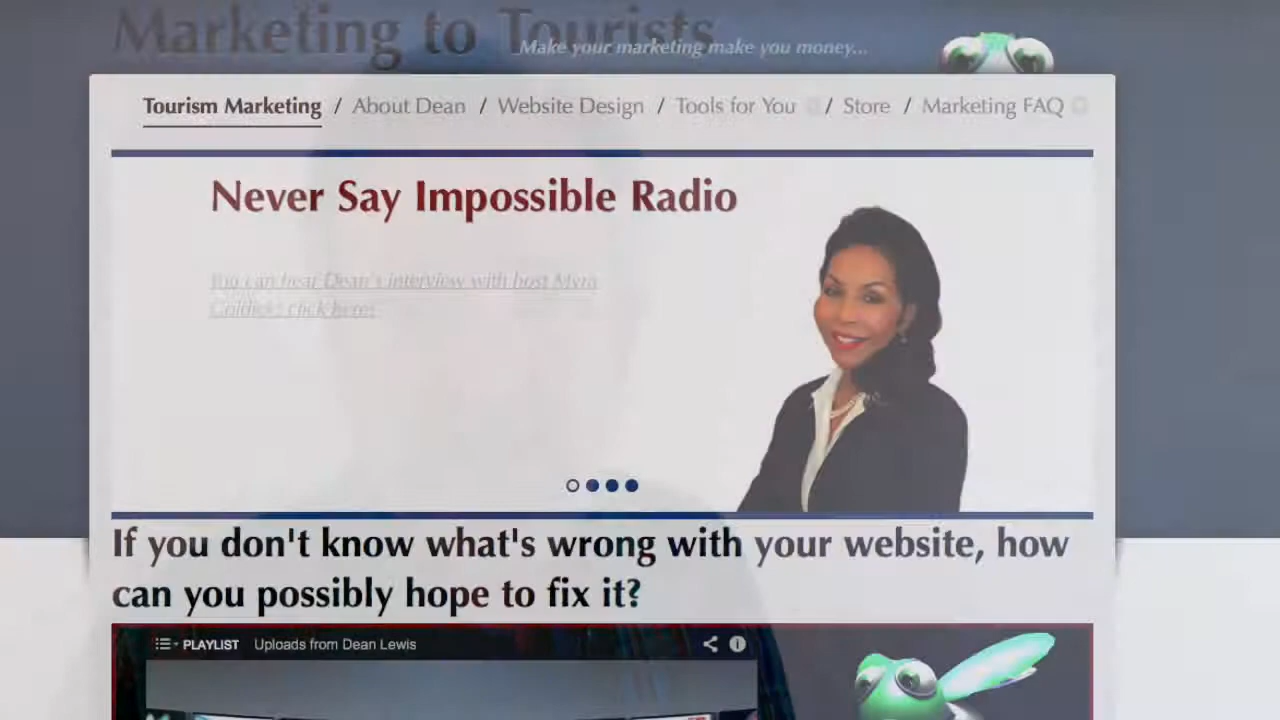 Marketing to Tourists
Make your marketing make you money...
Tourism Marketing / About Dean / Website Design / Tools for You / Store / Marketing FAQ
Never Say Impossible Radio
You can hear Dean's interview with host Myra
click here:
If you don't know what's wrong with your website, how
can you possibly hope to fix it?
PLAYLIST Uploads from Dean Lewis